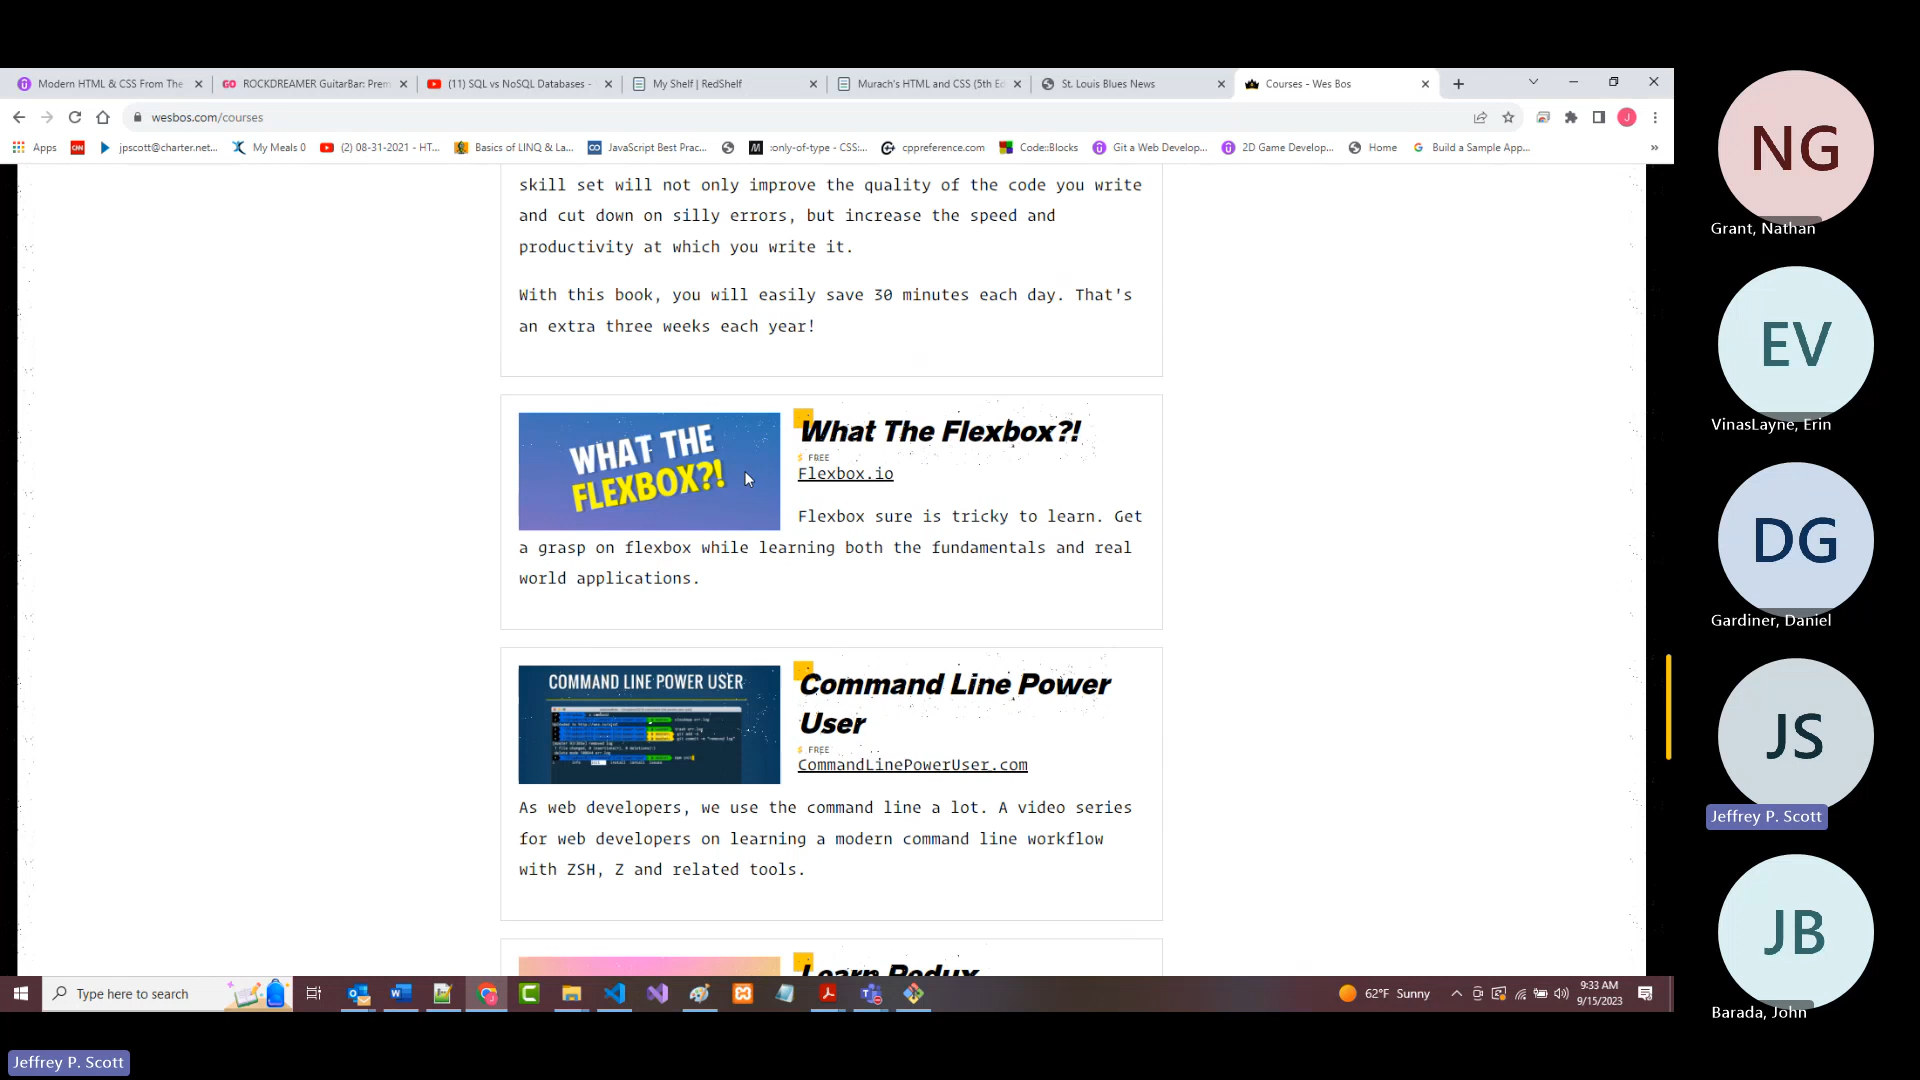 Modern HTML & CSS From The
ROCKDREAMER GuitarBar: Prem
(11) SQL vs NoSQL Databases -
My Shelf | RedShelf
Murach's HTML and CSS (5th Ed
St. Louis Blues News
Courses - Wes Bos
wesbos.com/courses
Apps
CNN
jpscott@charter.net...
My Meals 0
(2) 08-31-2021 - HT...
Basics of LINQ & La...
JavaScript Best Prac...
:only-of-type - CSS:...
cppreference.com
Code::Blocks
Git a Web Develop...
2D Game Develop...
Home
Build a Sample App...
skill set will not only improve the quality of the code you write
and cut down on silly errors, but increase the speed and
productivity at which you write it.
With this book, you will easily save 30 minutes each day. That's
an extra three weeks each year!
WHAT THE
FLEXBOX?!
What The Flexbox?!
$ FREE
Flexbox.io
Flexbox sure is tricky to learn. Get
a grasp on flexbox while learning both the fundamentals and real
world applications.
COMMAND LINE POWER USER
Command Line Power
User
$ FREE
CommandLinePowerUser.com
As web developers, we use the command line a lot. A video series
for web developers on learning a modern command line workflow
with ZSH, Z and related tools.
Learn Redux
Type here to search
62°F Sunny
9:33 AM
9/15/2023
NG
Grant, Nathan
EV
VinasLayne, Erin
DG
Gardiner, Daniel
JS
Jeffrey P. Scott
JB
Barada, John
Jeffrey P. Scott